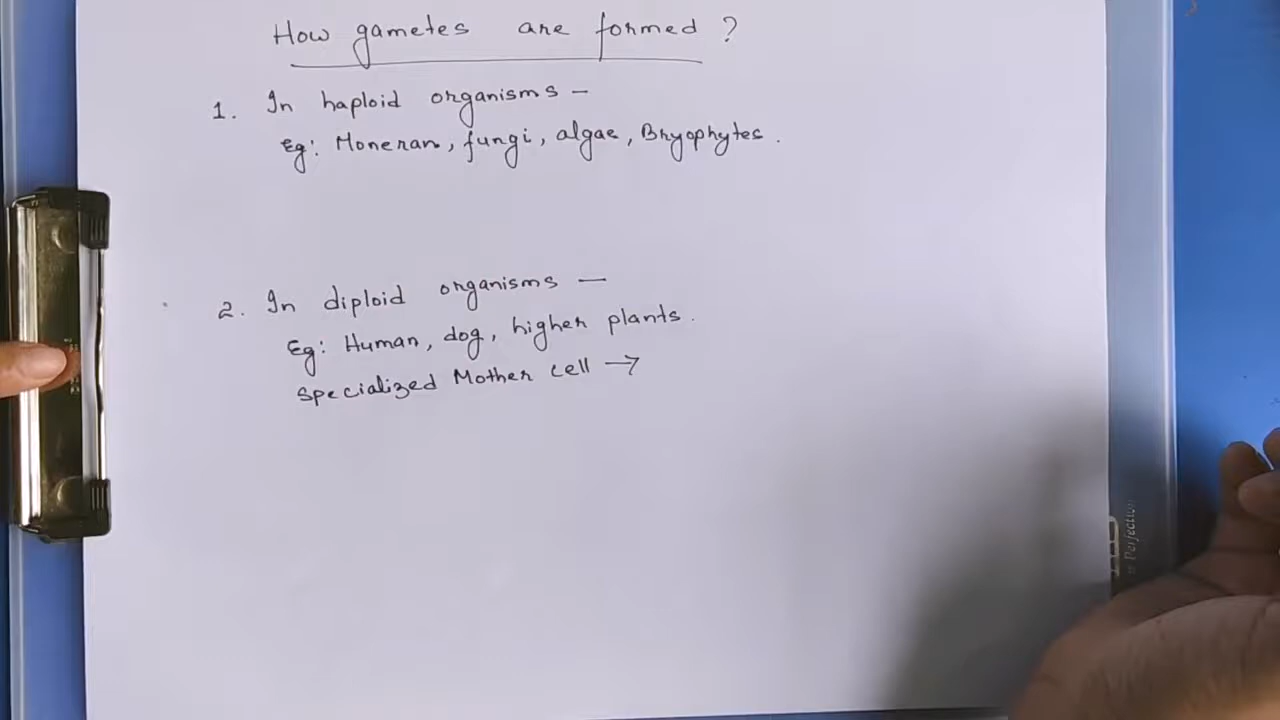 How gametes are formed ?
1. In haploid organisms –
Eg: Moneran, fungi, algae, Bryophytes.
2. In diploid organisms —
Eg: Human, dog, higher plants.
specialized Mother cell →
Perfection